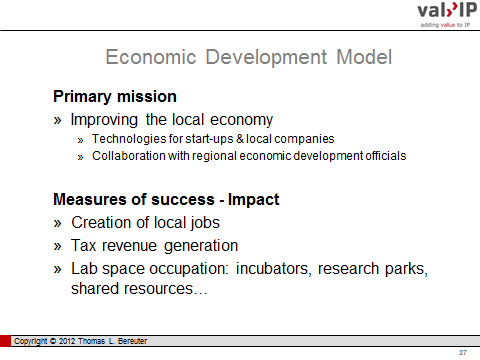 val>>IP
adding value to IP
Economic Development Model
Primary mission
» Improving the local economy
» Technologies for start-ups & local companies
» Collaboration with regional economic development officials
Measures of success - Impact
» Creation of local jobs
» Tax revenue generation
» Lab space occupation: incubators, research parks,
shared resources…
Copyright © 2012 Thomas L. Bereuter
27